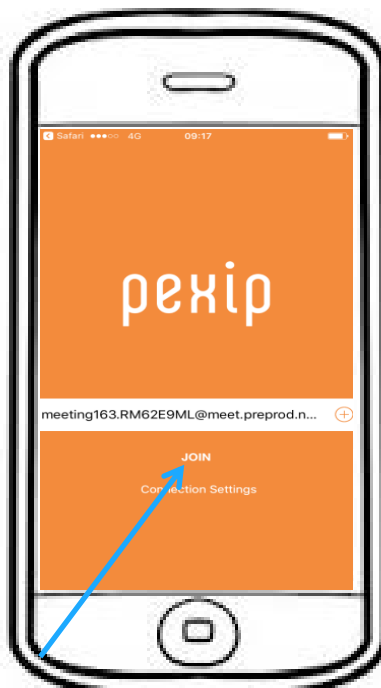 Safari 4G 09:17
pexip
meeting163.RM62E9ML@meet.preprod.n...
JOIN
Connection Settings